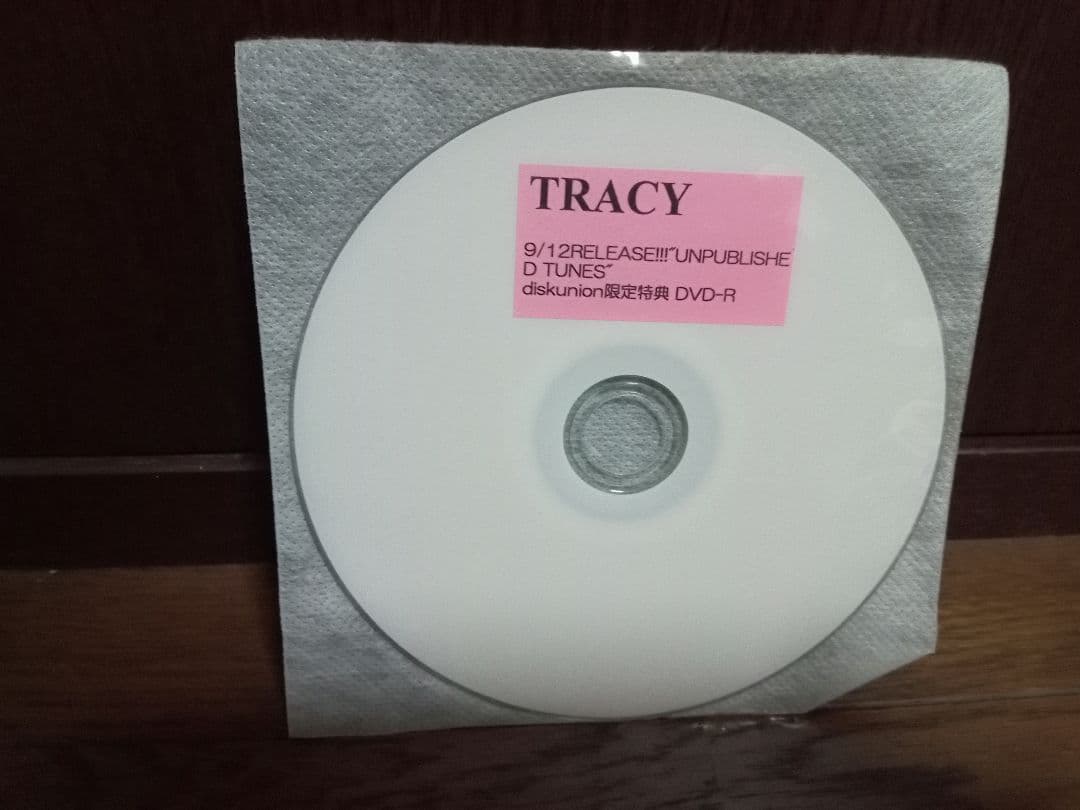 TRACY
9/12RELEASE!!!"UNPUBLISHE
D TUNES"
diskunion限定特典 DVD-R